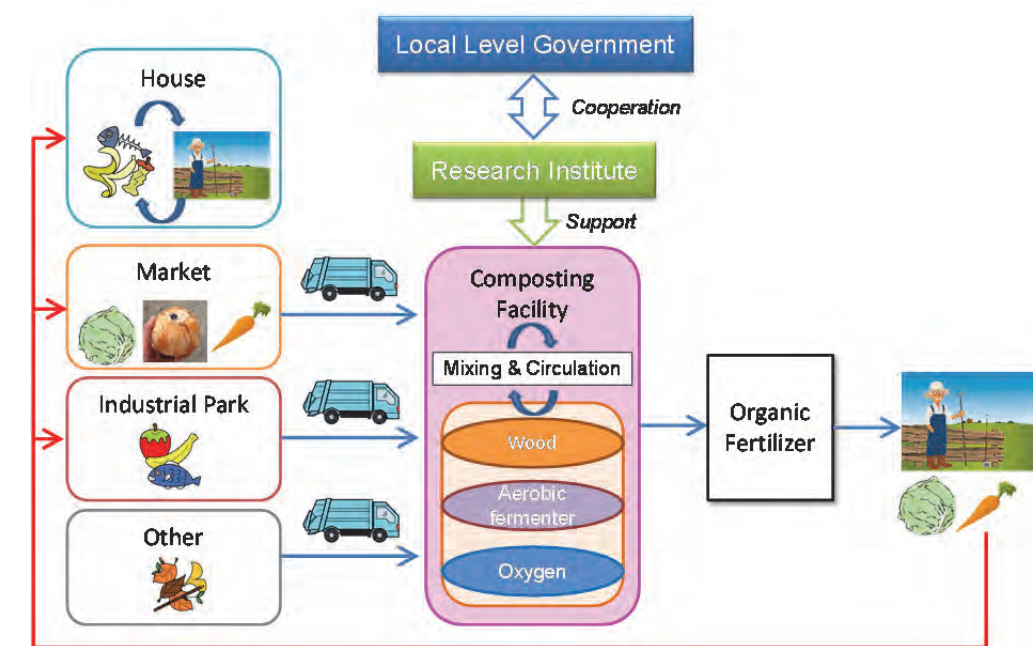 Local Level Government
Cooperation
Research Institute
Support
House
Market
Industrial Park
Other
Composting
Facility
Mixing & Circulation
Wood
Aerobic
fermenter
Oxygen
Organic
Fertilizer